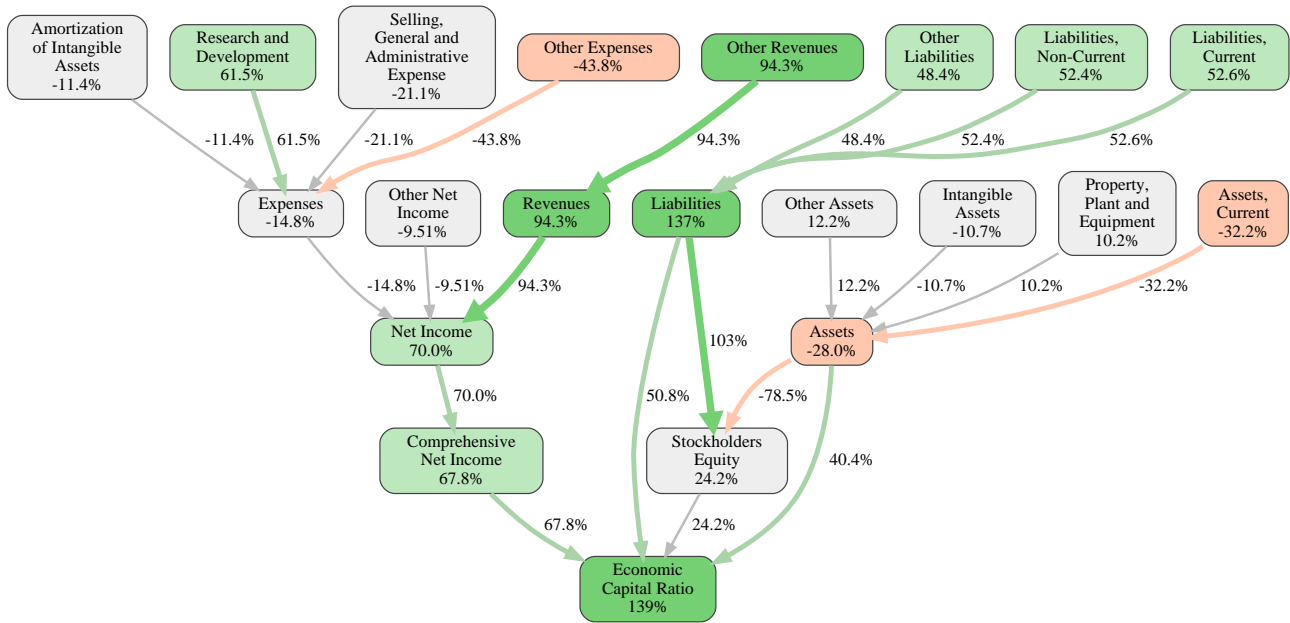 Amortization
of Intangible
Assets
-11.4%
Research and
Development
61.5%
Selling,
General and
Administrative
Expense
-21.1%
Other Expenses
-43.8%
Other Revenues
94.3%
Other
Liabilities
48.4%
Liabilities,
Non-Current
52.4%
Liabilities,
Current
52.6%
-11.4%
61.5%
-21.1%
-43.8%
94.3%
48.4%
52.4%
52.6%
Expenses
-14.8%
Other Net
Income
-9.51%
Revenues
94.3%
Liabilities
137%
Other Assets
12.2%
Intangible
Assets
-10.7%
Property,
Plant and
Equipment
10.2%
Assets,
Current
-32.2%
-14.8%
-9.51%
94.3%
12.2%
-10.7%
10.2%
-32.2%
Net Income
70.0%
103%
Assets
-28.0%
70.0%
50.8%
-78.5%
Comprehensive
Net Income
67.8%
Stockholders
Equity
24.2%
40.4%
67.8%
24.2%
Economic
Capital Ratio
139%